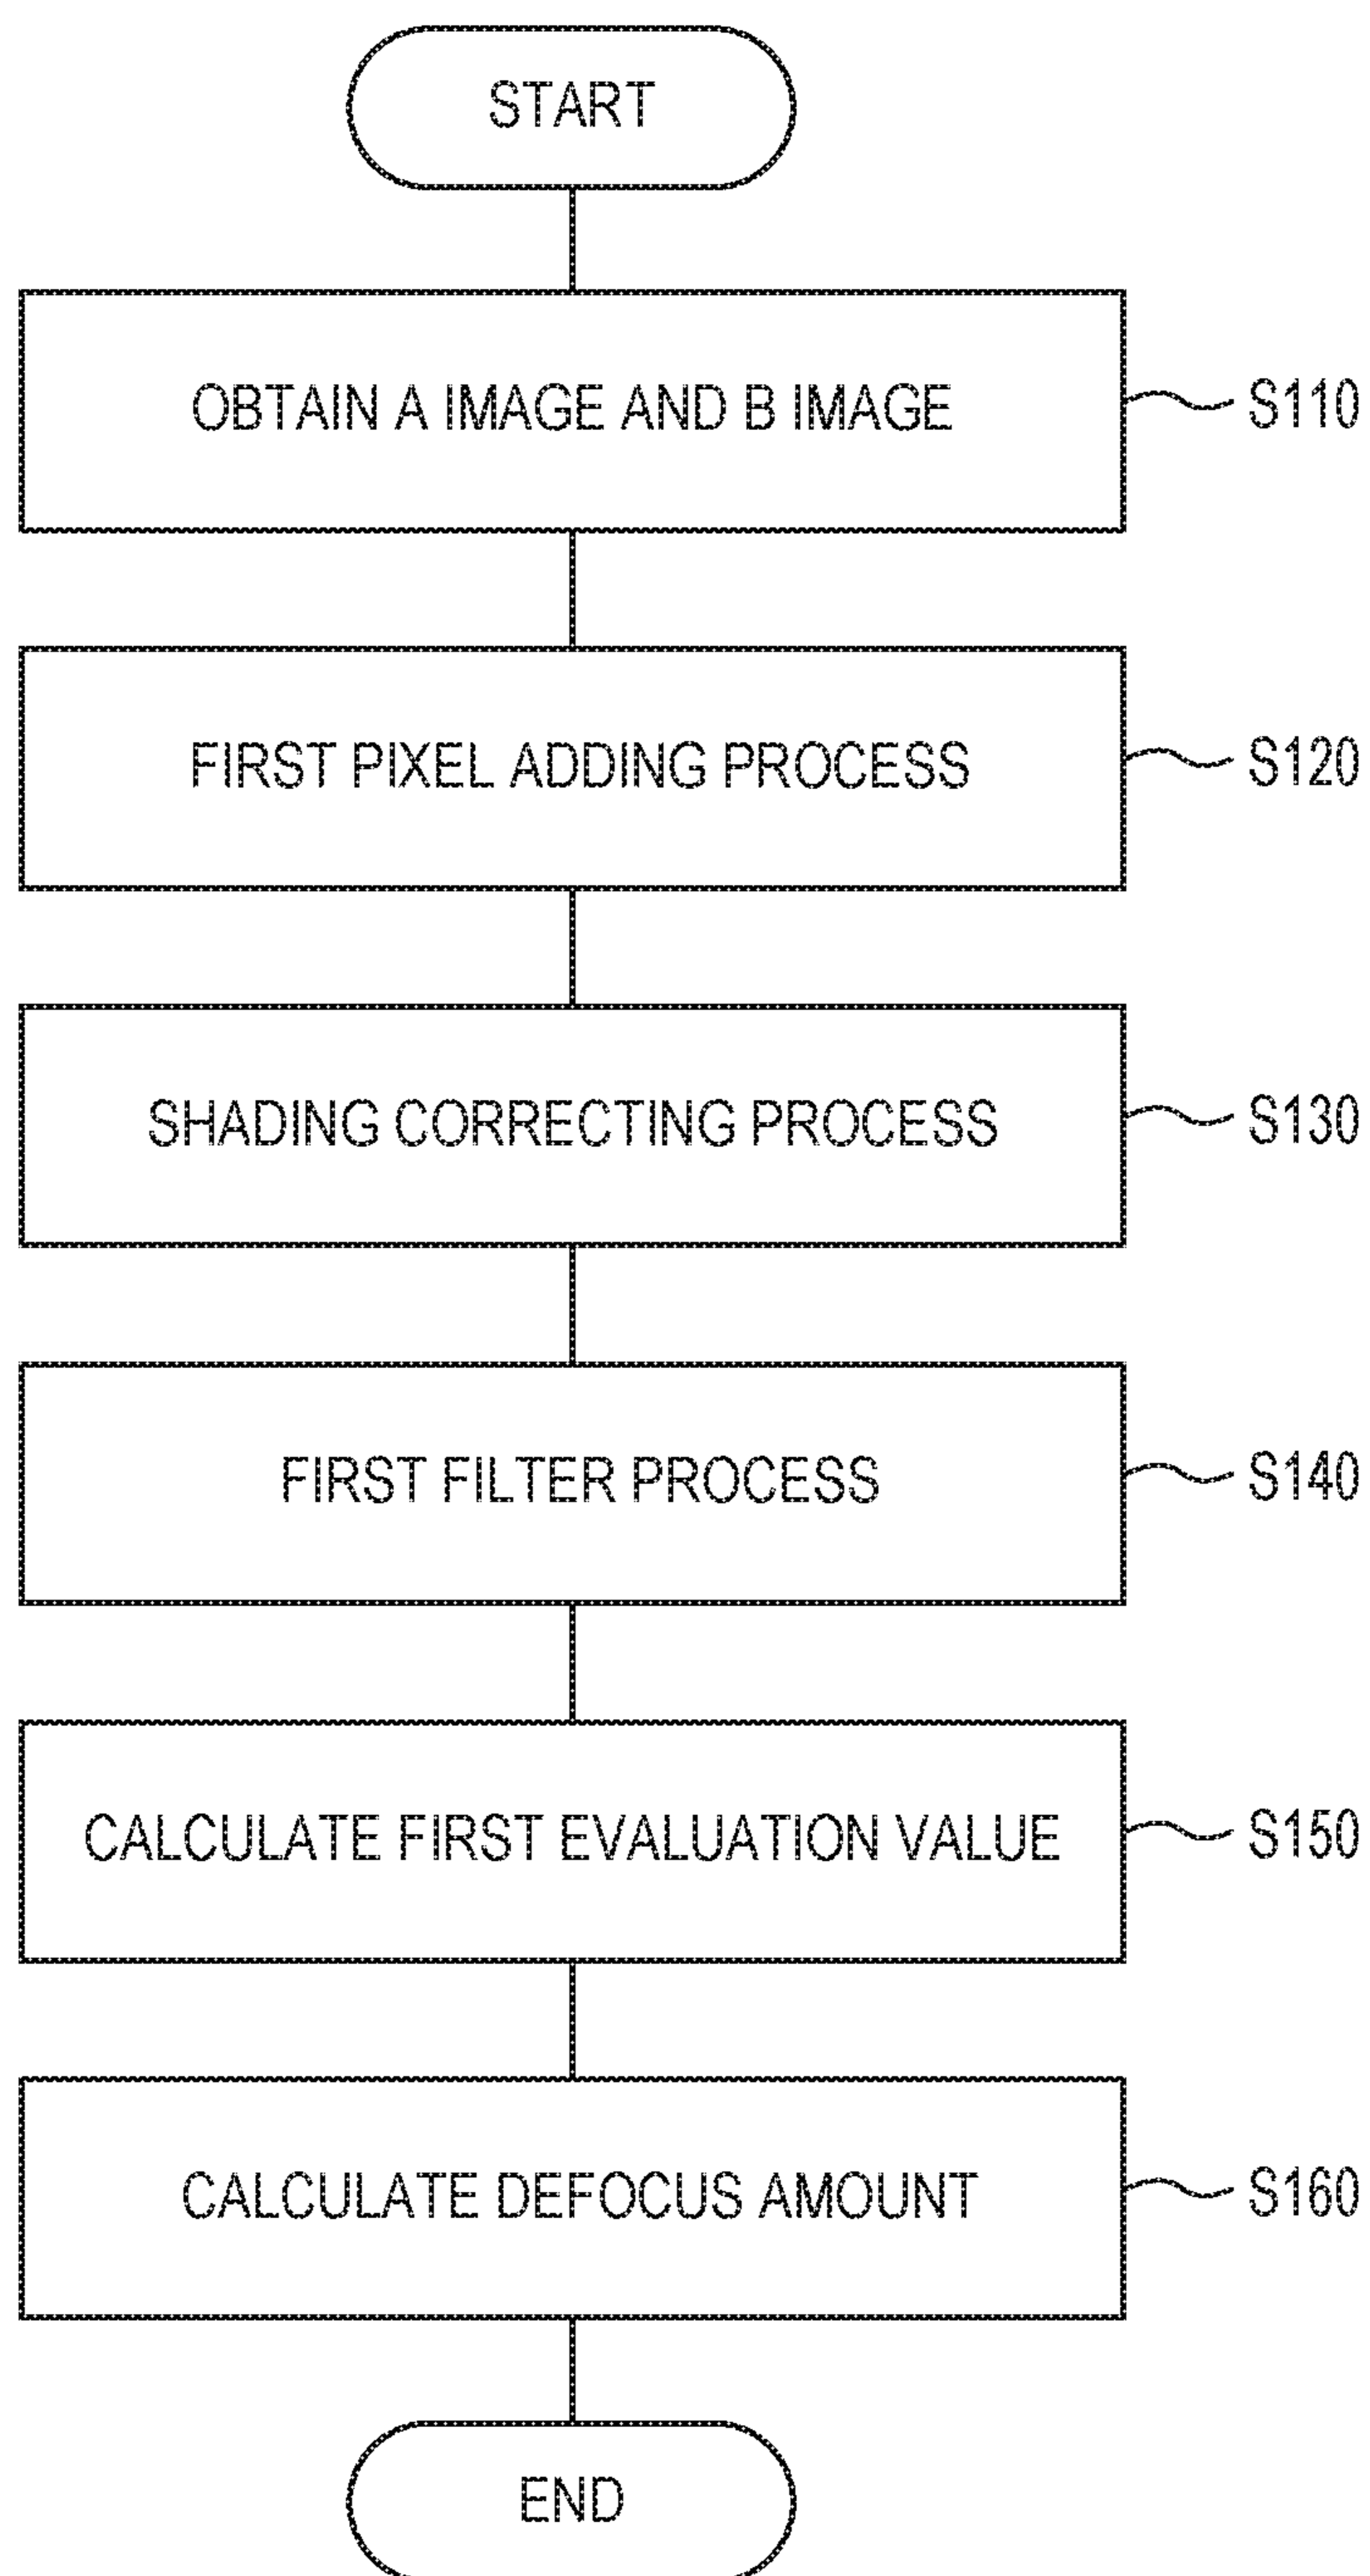 START
OBTAIN A IMAGE AND B IMAGE
S110
FIRST PIXEL ADDING PROCESS
S120
SHADING CORRECTING PROCESS
S130
FIRST FILTER PROCESS
S140
CALCULATE FIRST EVALUATION VALUE
S150
CALCULATE DEFOCUS AMOUNT
S160
END